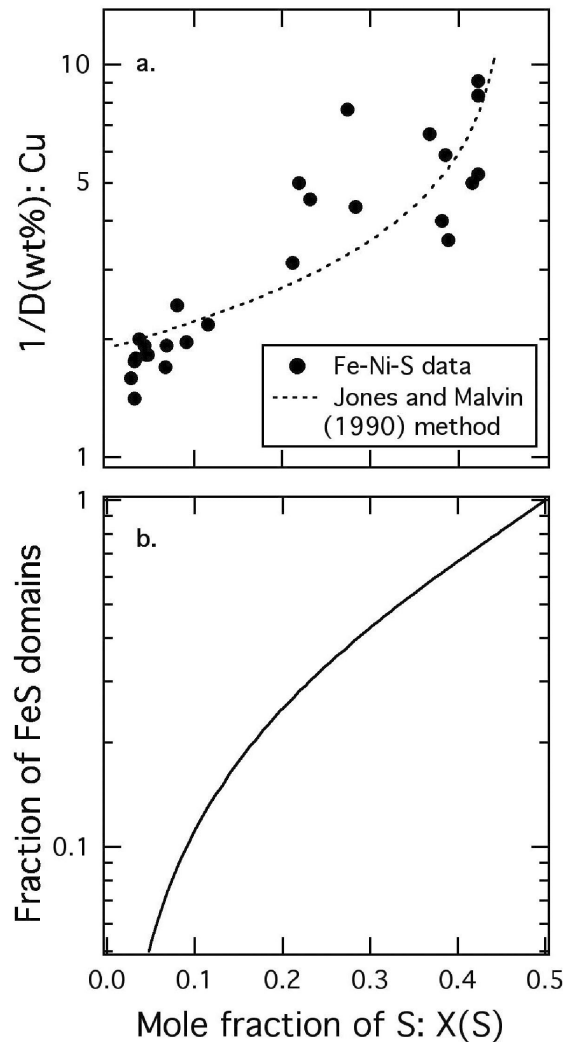 a.
10
5
1
1/D(wt%): Cu
Fe-Ni-S data
Jones and Malvin
(1990) method
b.
1
0.1
Fraction of FeS domains
0.0 0.1 0.2 0.3 0.4 0.5
Mole fraction of S: X(S)